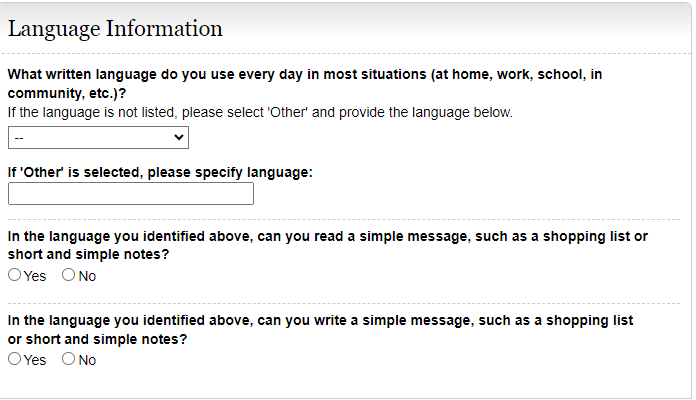 Language Information
What written language do you use every day in most situations (at home, work, school, in
community, etc.)?
If the language is not listed, please select 'Other' and provide the language below.
--
If 'Other' is selected, please specify language:
In the language you identified above, can you read a simple message, such as a shopping list or
short and simple notes?
Yes No
In the language you identified above, can you write a simple message, such as a shopping list
or short and simple notes?
Yes No